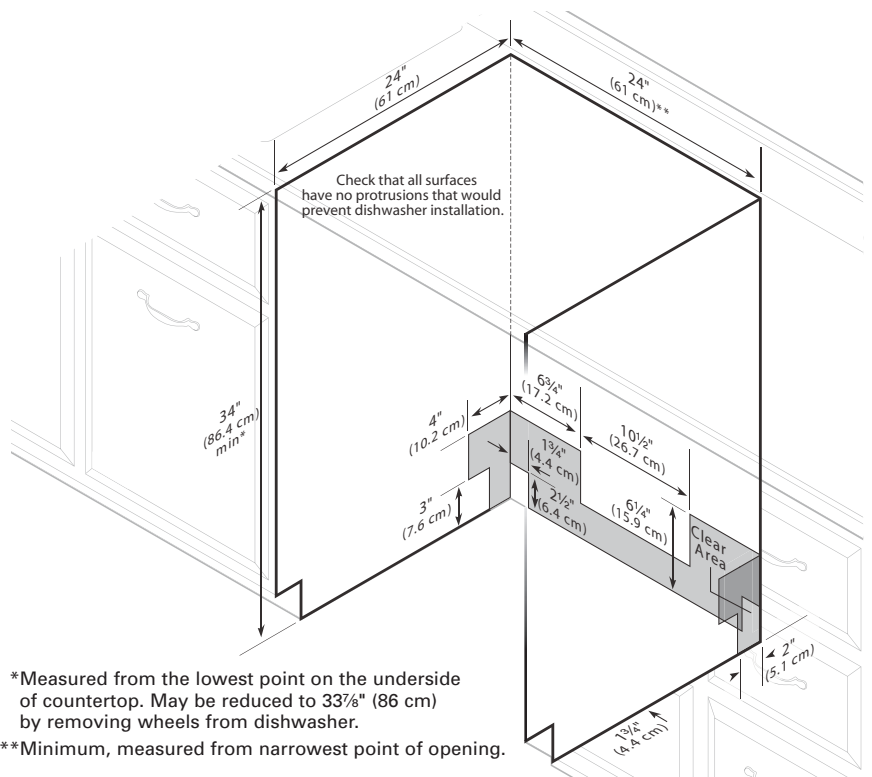 24"
(61 cm)
24"
(61 cm)**
Check that all surfaces
have no protrusions that would
prevent dishwasher installation.
34"
(86.4 cm)
min*
4"
(10.2 cm)
6¾"
(17.2 cm)
10½"
(26.7 cm)
1¾"
(4.4 cm)
3"
(7.6 cm)
2½"
(6.4 cm)
6¼"
(15.9 cm)
Clear
Area
2"
(5.1 cm)
1¾"
(4.4 cm)
*Measured from the lowest point on the underside
of countertop. May be reduced to 33⅞" (86 cm)
by removing wheels from dishwasher.
**Minimum, measured from narrowest point of opening.